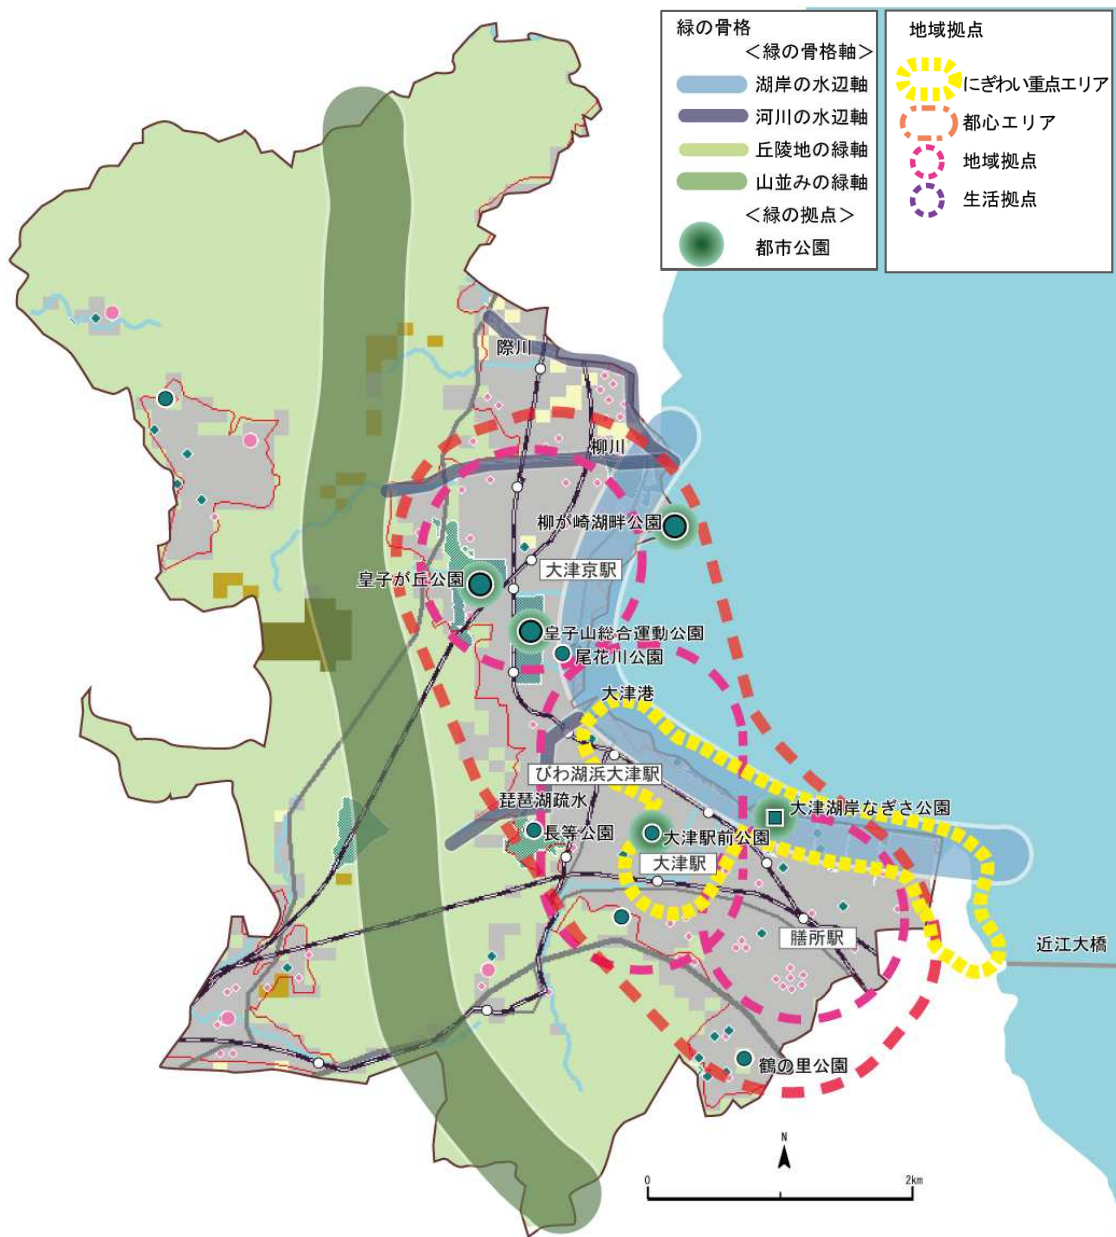 緑の骨格
＜緑の骨格軸＞
湖岸の水辺軸
河川の水辺軸
丘陵地の緑軸
山並みの緑軸
＜緑の拠点＞
都市公園
地域拠点
にぎわい重点エリア
都心エリア
地域拠点
生活拠点
際川
柳川
柳が崎湖畔公園
大津京駅
皇子が丘公園
皇子山総合運動公園
尾花川公園
大津港
びわ湖浜大津駅
琵琶湖疏水
大津湖岸なぎさ公園
長等公園
大津駅前公園
大津駅
膳所駅
近江大橋
鶴の里公園
N
0
2km